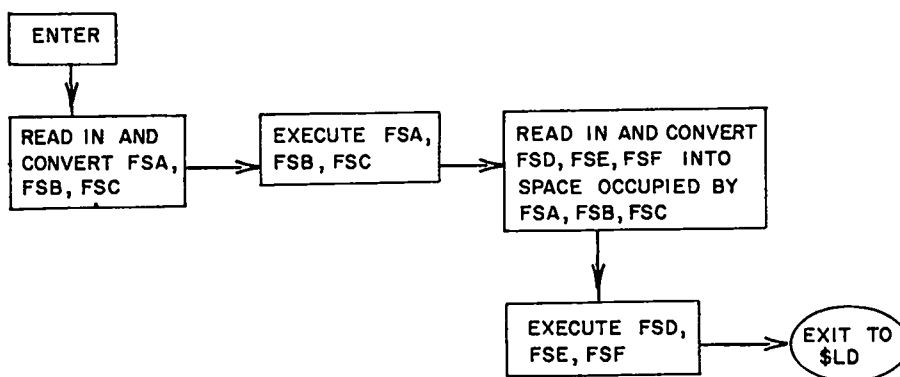 ENTER
READ IN AND
CONVERT FSA,
FSB, FSC
EXECUTE FSA,
FSB, FSC
READ IN AND CONVERT
FSD, FSE, FSF INTO
SPACE OCCUPIED BY
FSA, FSB, FSC
EXECUTE FSD,
FSE, FSF
EXIT TO
$LD